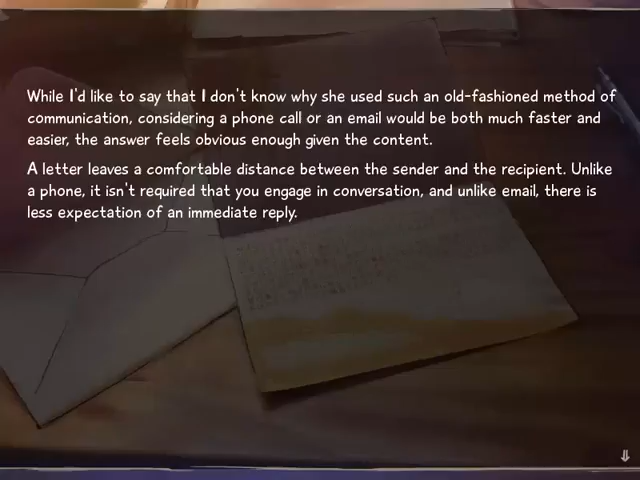 While I'd like to say that I don't know why she used such an old-fashioned method of
communication, considering a phone call or an email would be both much faster and
easier, the answer feels obvious enough given the content.
A letter leaves a comfortable distance between the sender and the recipient. Unlike
a phone, it isn't required that you engage in conversation, and unlike email, there is
less expectation of an immediate reply.